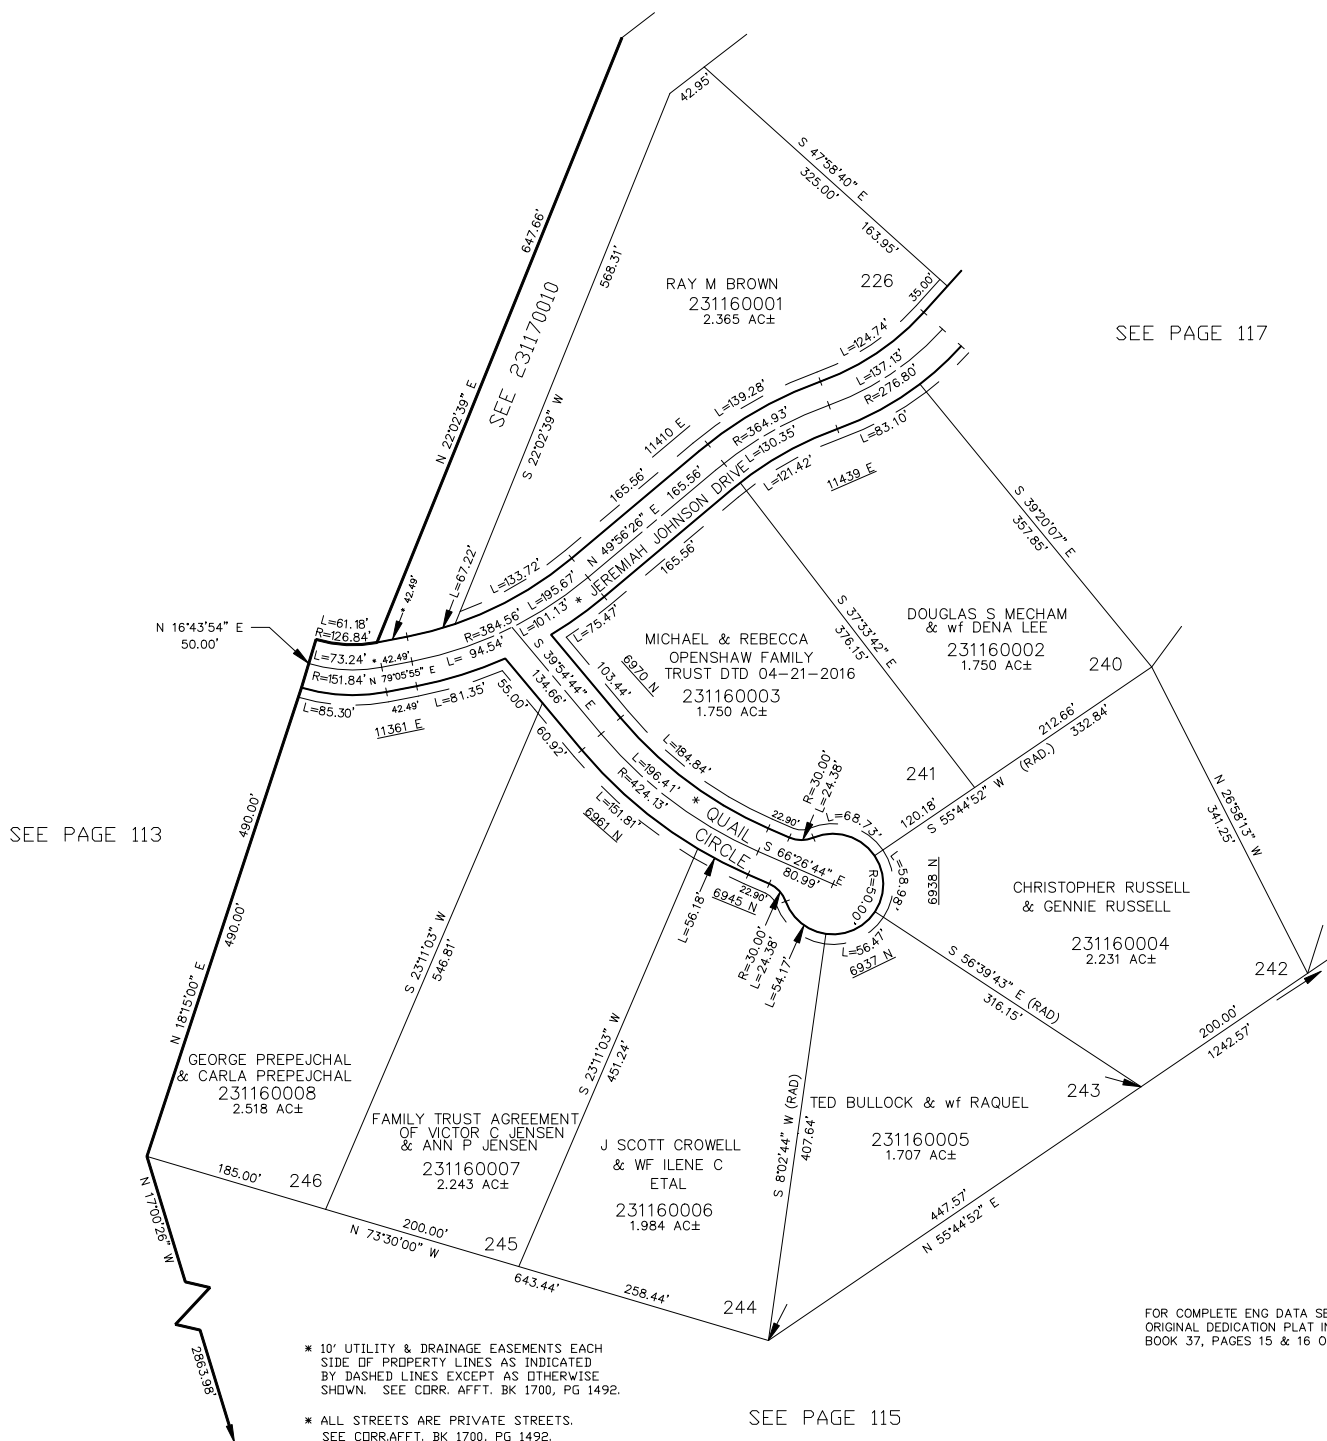 42.95'
S 47°58'40" E
325.00'
163.95'
647.66'
568.31'
RAY M BROWN
231160001
2.365 AC±
226
35.00'
SEE PAGE 117
SEE 231170010
N 22°02'39" E
S 22°02'39" W
L=124.74'
L=137.13'
R=276.80'
L=83.10'
L=139.28'
R=364.93'
L=130.35'
L=121.42'
11410 E
11439 E
165.56'
165.56'
165.56'
N 49°56'26" E
* JEREMIAH JOHNSON DRIVE
S 39°20'07" E
357.85'
L=67.22'
L=133.72'
L=195.67'
R=384.56'
L=101.13'
L=75.47'
* 42.49'
N 16°43'54" E
50.00'
L=61.18'
R=126.84'
L=73.24'
* 42.49'
L= 94.54'
R=151.84'
N 79°05'55" E
L=85.30'
42.49'
L=81.35'
11361 E
S 37°33'42" E
376.15'
DOUGLAS S MECHAM
& wf DENA LEE
231160002
1.750 AC±
240
MICHAEL & REBECCA
OPENSHAW FAMILY
TRUST DTD 04-21-2016
231160003
1.750 AC±
6970 N
103.44'
S 39°54'44" E
134.66'
55.00'
60.92'
212.66'
332.84'
(RAD.)
S 55°44'52" W
120.18'
241
L=184.84'
L=196.41'
R=424.13'
L=151.81'
6961 N
* QUAIL
CIRCLE
R=30.00'
L=24.38'
22.90'
L=68.73'
S 66°26'44" E
80.99'
R=50.00'
L=58.98'
6938 N
N 26°58'13" W
341.25'
SEE PAGE 113
490.00'
490.00'
N 18°15'00" E
S 23°11'03" W
546.81'
L=56.18'
22.90'
6945 N
R=30.00'
L=24.38'
L=54.17'
L=56.47'
6937 N
CHRISTOPHER RUSSELL
& GENNIE RUSSELL
231160004
2.231 AC±
242
S 56°39'43" E (RAD)
316.15'
200.00'
1242.57'
S 23°11'03" W
451.24'
S 8°02'44" W (RAD)
407.64'
GEORGE PREPEJCHAL
& CARLA PREPEJCHAL
231160008
2.518 AC±
FAMILY TRUST AGREEMENT
OF VICTOR C JENSEN
& ANN P JENSEN
231160007
2.243 AC±
J SCOTT CROWELL
& WF ILENE C
ETAL
231160006
1.984 AC±
TED BULLOCK & wf RAQUEL
231160005
1.707 AC±
243
185.00'
246
N 17°00'26" W
200.00'
N 73°30'00" W
245
643.44'
258.44'
244
447.57'
N 55°44'52" E
2863.98'
FOR COMPLETE ENG DATA SE
ORIGINAL DEDICATION PLAT I
BOOK 37, PAGES 15 & 16 O
* 10' UTILITY & DRAINAGE EASEMENTS EACH
SIDE OF PROPERTY LINES AS INDICATED
BY DASHED LINES EXCEPT AS OTHERWISE
SHOWN. SEE CORR. AFFT. BK 1700, PG 1492.
* ALL STREETS ARE PRIVATE STREETS.
SEE CORR.AFFT. BK 1700, PG 1492.
SEE PAGE 115